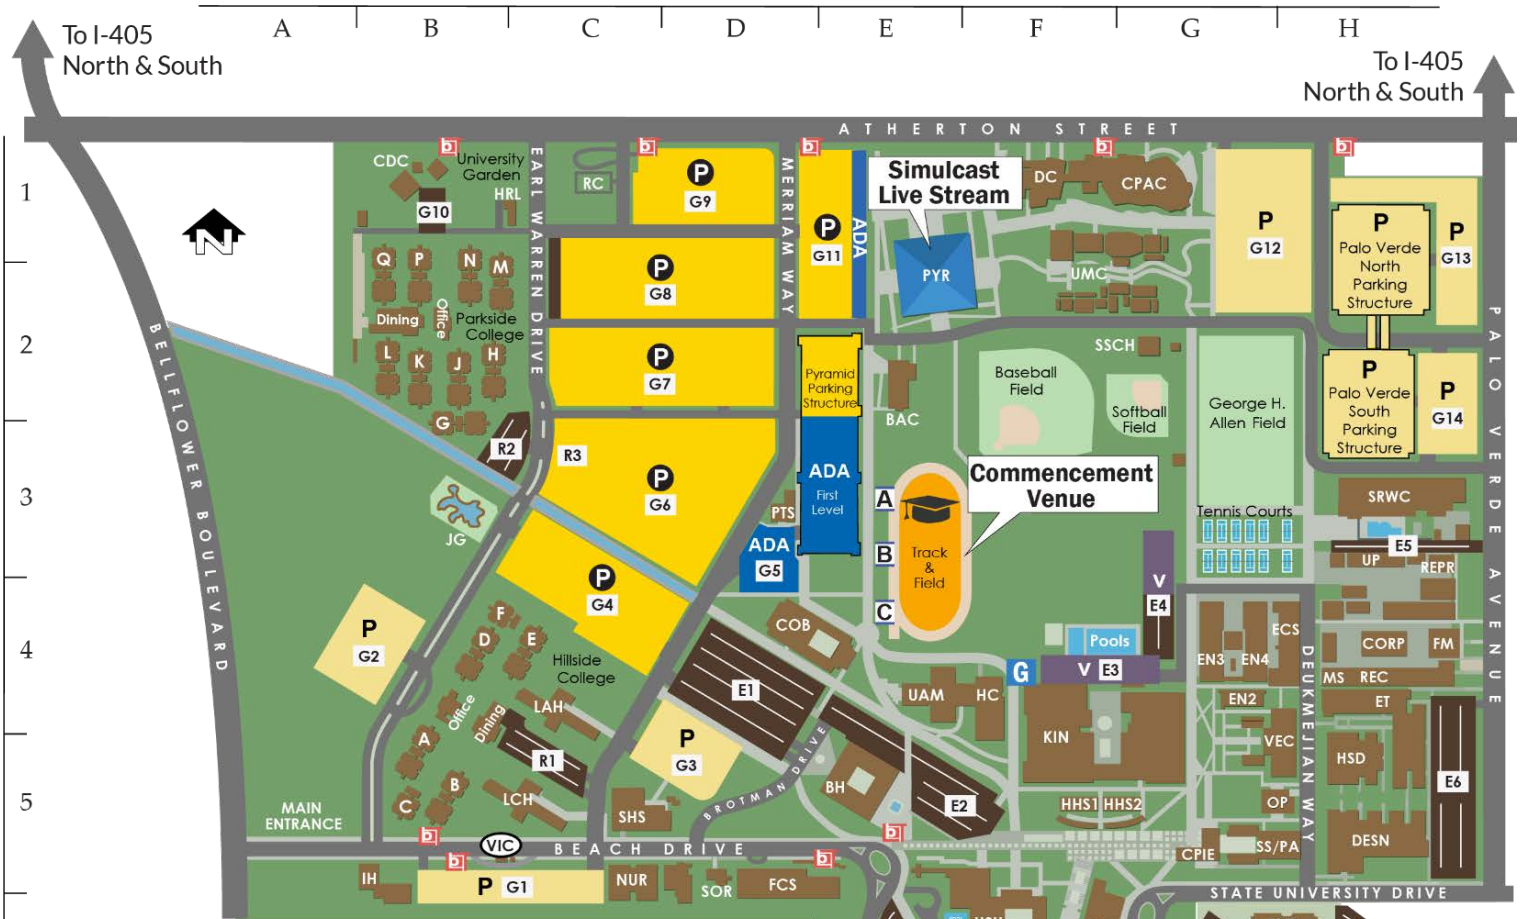 A B C D E F G H
To I-405
North & South
To I-405
North & South
ATHERTON STREET
1
2
3
4
5
b
b
b
b
b
CDC
University
Garden
HRL
G10
EARL WARREN DRIVE
RC
P
G9
MERRIAM WAY
P
G11
ADA
Simulcast
Live Stream
PYR
DC
CPAC
UMC
P
G12
P
Palo Verde
North
Parking
Structure
P
G13
N
Q
P
N
M
Dining
Office
Parkside
College
L
K
J
H
G
P
G8
P
G7
Pyramid
Parking
Structure
ADA
First
Level
BAC
Baseball
Field
SSCH
Softball
Field
George H.
Allen Field
P
Palo Verde
South
Parking
Structure
P
G14
BELLFLOWER BOULEVARD
PALO VERDE AVENUE
R2
R3
P
G6
JG
PTS
ADA
G5
A
B
C
Track
&
Field
Commencement
Venue
Tennis Courts
SRWC
E5
UP
REPR
P
G4
P
G2
F
D
E
Hillside
College
Office
Dining
LAH
A
B
C
R1
LCH
COB
E1
P
G3
UAM
HC
G
V
E3
V
E4
Pools
KIN
EN3
EN4
ECS
EN2
VEC
DEUKMEJIAN WAY
CORP
FM
MS
REC
ET
HSD
E6
DESN
BROTMAN DRIVE
BH
E2
HHS1
HHS2
OP
CPIE
SS/PA
SHS
MAIN
ENTRANCE
b
VIC
BEACH DRIVE
b
b
b
IH
P
G1
NUR
SOR
FCS
STATE UNIVERSITY DRIVE